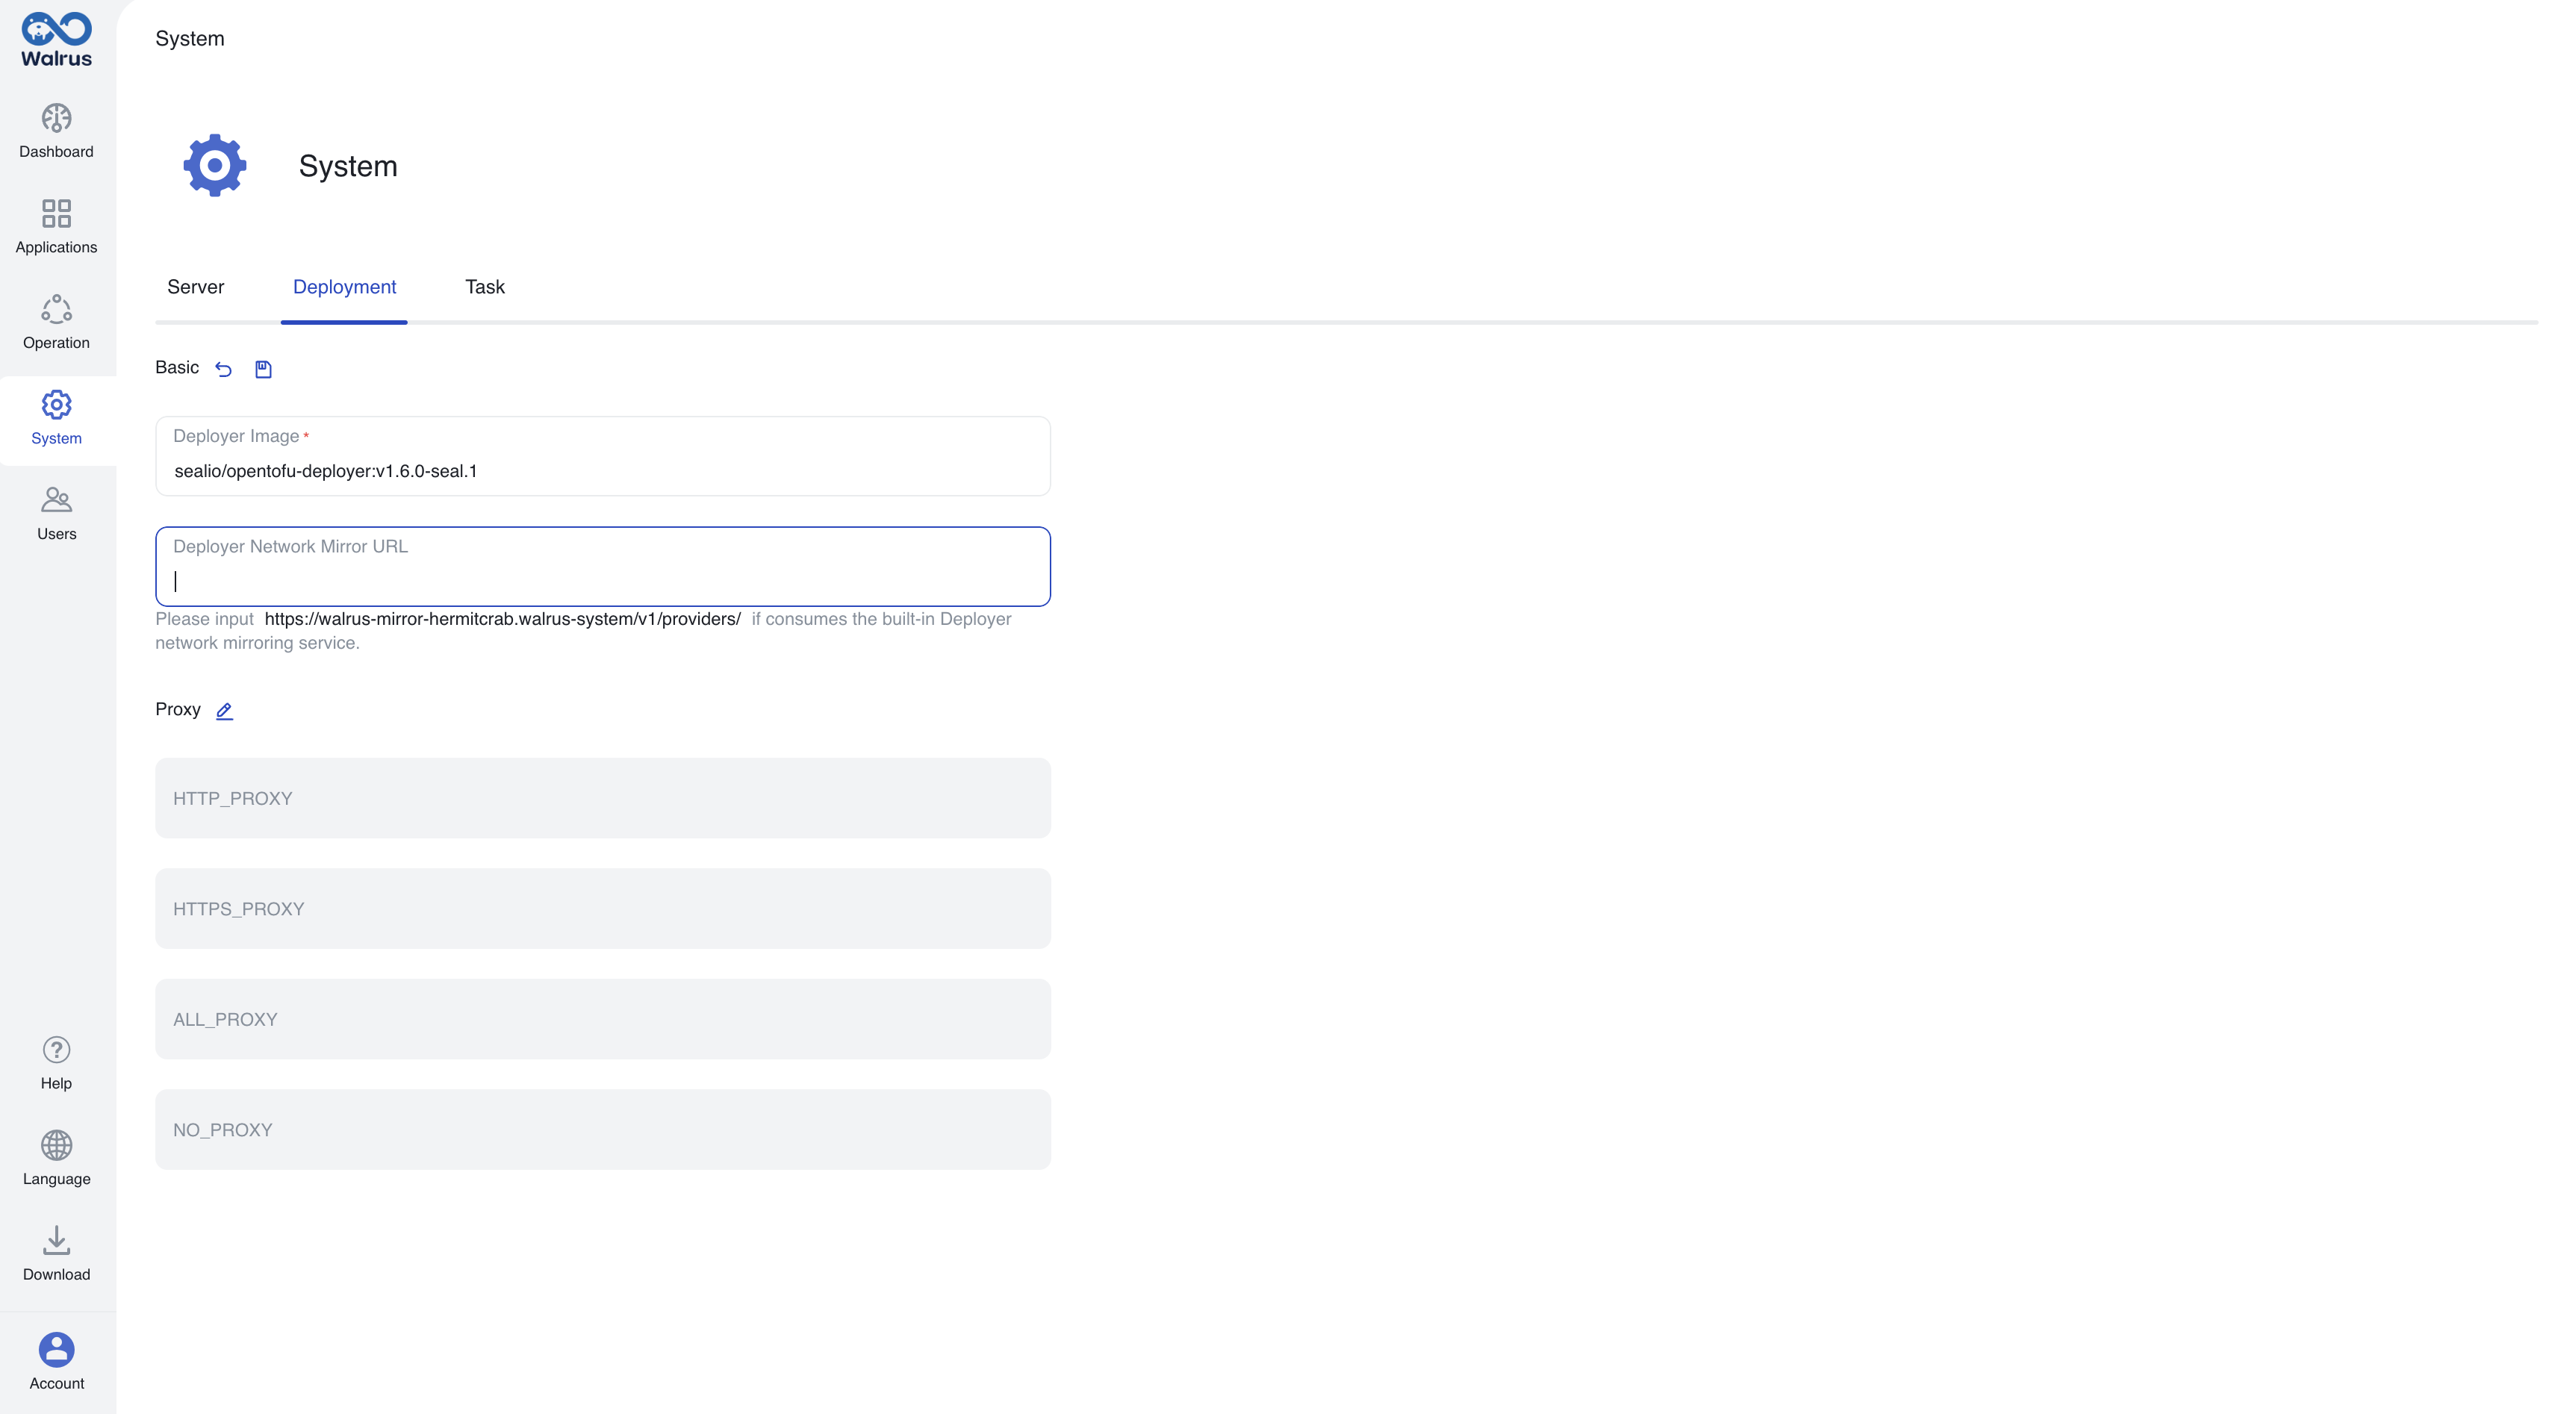 Walrus
Dashboard
Applications
Operation
System
Users
Help
Language
Download
Account
System
System
Server
Deployment
Task
Basic
Deployer Image *
sealio/opentofu-deployer:v1.6.0-seal.1
Deployer Network Mirror URL
Please input https://walrus-mirror-hermitcrab.walrus-system/v1/providers/ if consumes the built-in Deployer
network mirroring service.
Proxy
HTTP_PROXY
HTTPS_PROXY
ALL_PROXY
NO_PROXY